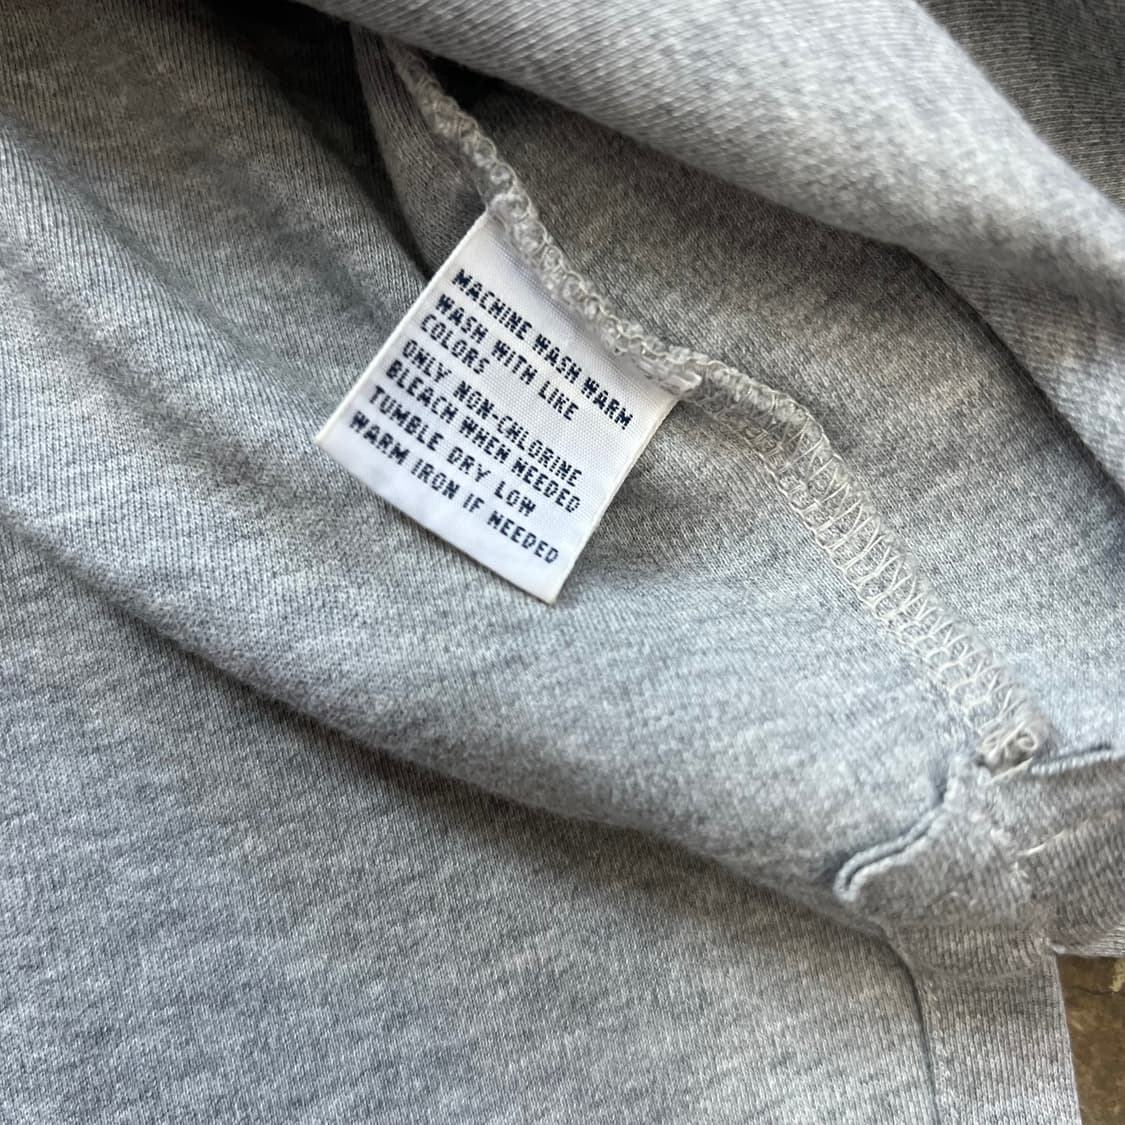 MACHINE WASH WARM
WASH WITH LIKE
COLORS
ONLY NON-CHLORINE
BLEACH WHEN NEEDED
TUMBLE DRY LOW
WARM IRON IF NEEDED